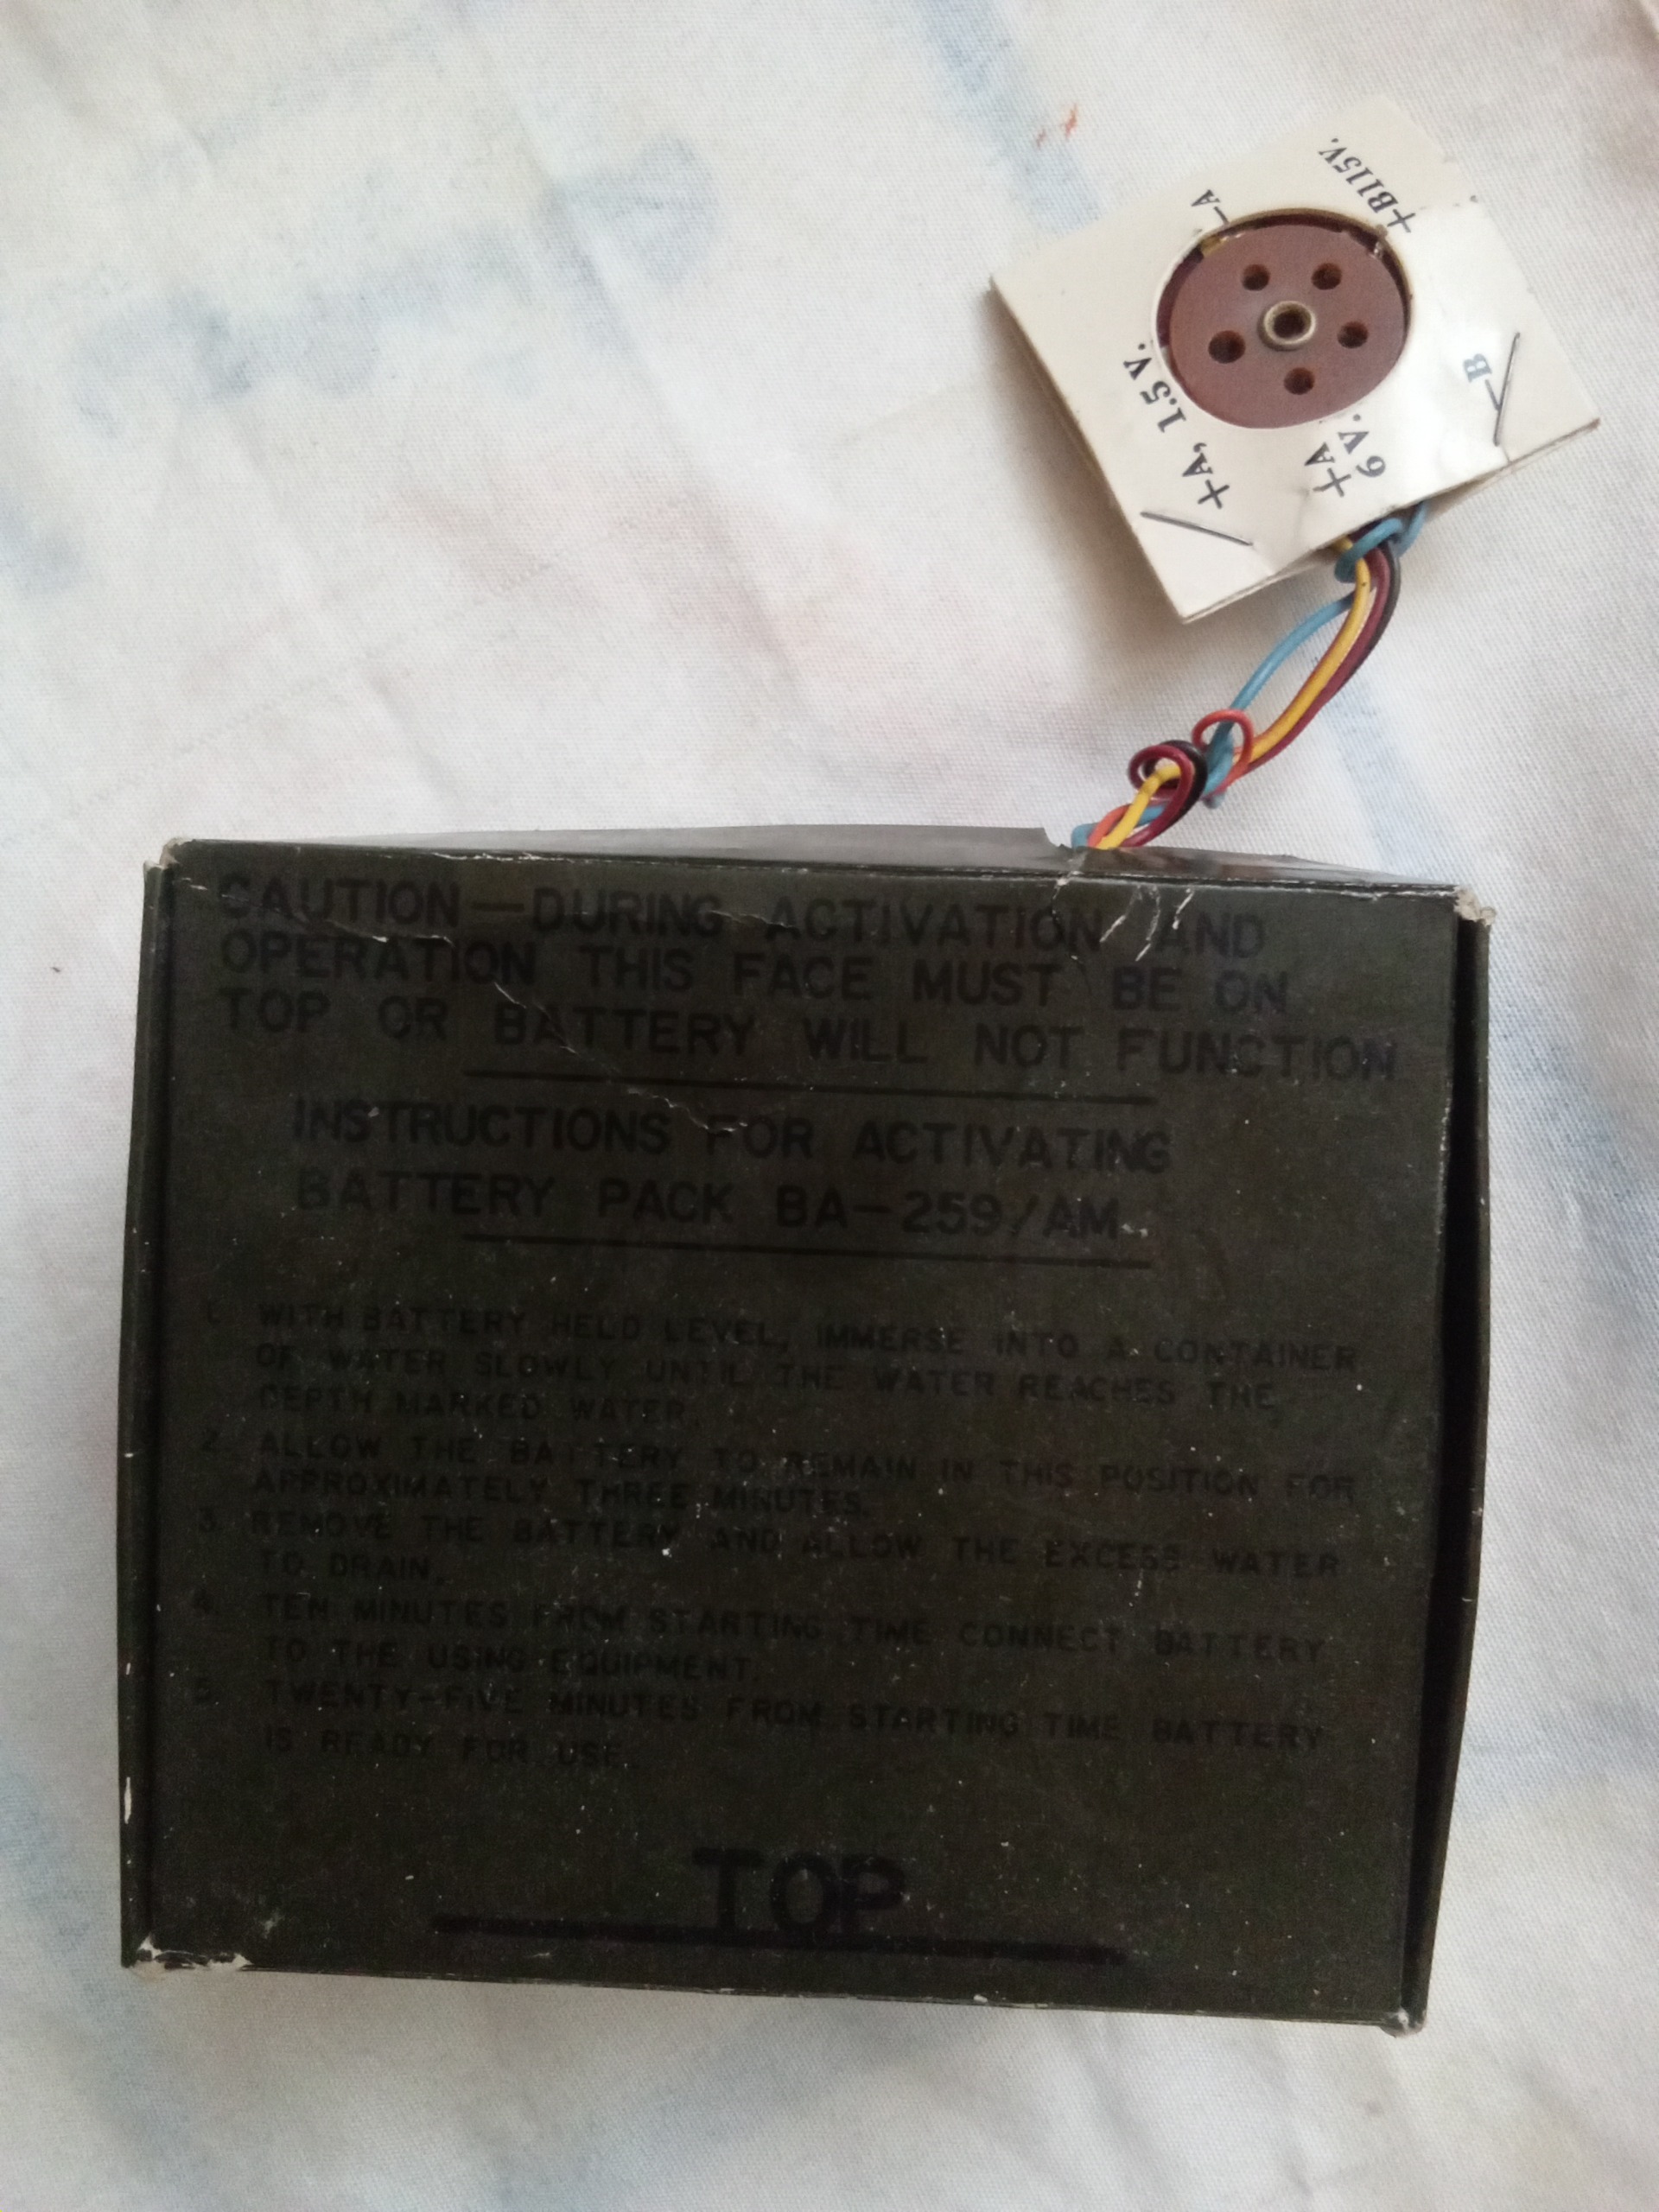 -A
+B115V.
+A, 1.5 V.
+A
6 V.
-B
CAUTION—DURING ACTIVATION AND
OPERATION THIS FACE MUST BE ON
TOP OR BATTERY WILL NOT FUNCTION
INSTRUCTIONS FOR ACTIVATING
BATTERY PACK BA-259/AM
1. WITH BATTERY HELD LEVEL, IMMERSE INTO A CONTAINER
OF WATER SLOWLY UNTIL THE WATER REACHES THE
DEPTH MARKED WATER.
2. ALLOW THE BATTERY TO REMAIN IN THIS POSITION FOR
APPROXIMATELY THREE MINUTES.
3. REMOVE THE BATTERY AND ALLOW THE EXCESS WATER
TO DRAIN.
4. TEN MINUTES FROM STARTING TIME CONNECT BATTERY
TO THE USING EQUIPMENT.
5. TWENTY-FIVE MINUTES FROM STARTING TIME BATTERY
IS READY FOR USE.
TOP